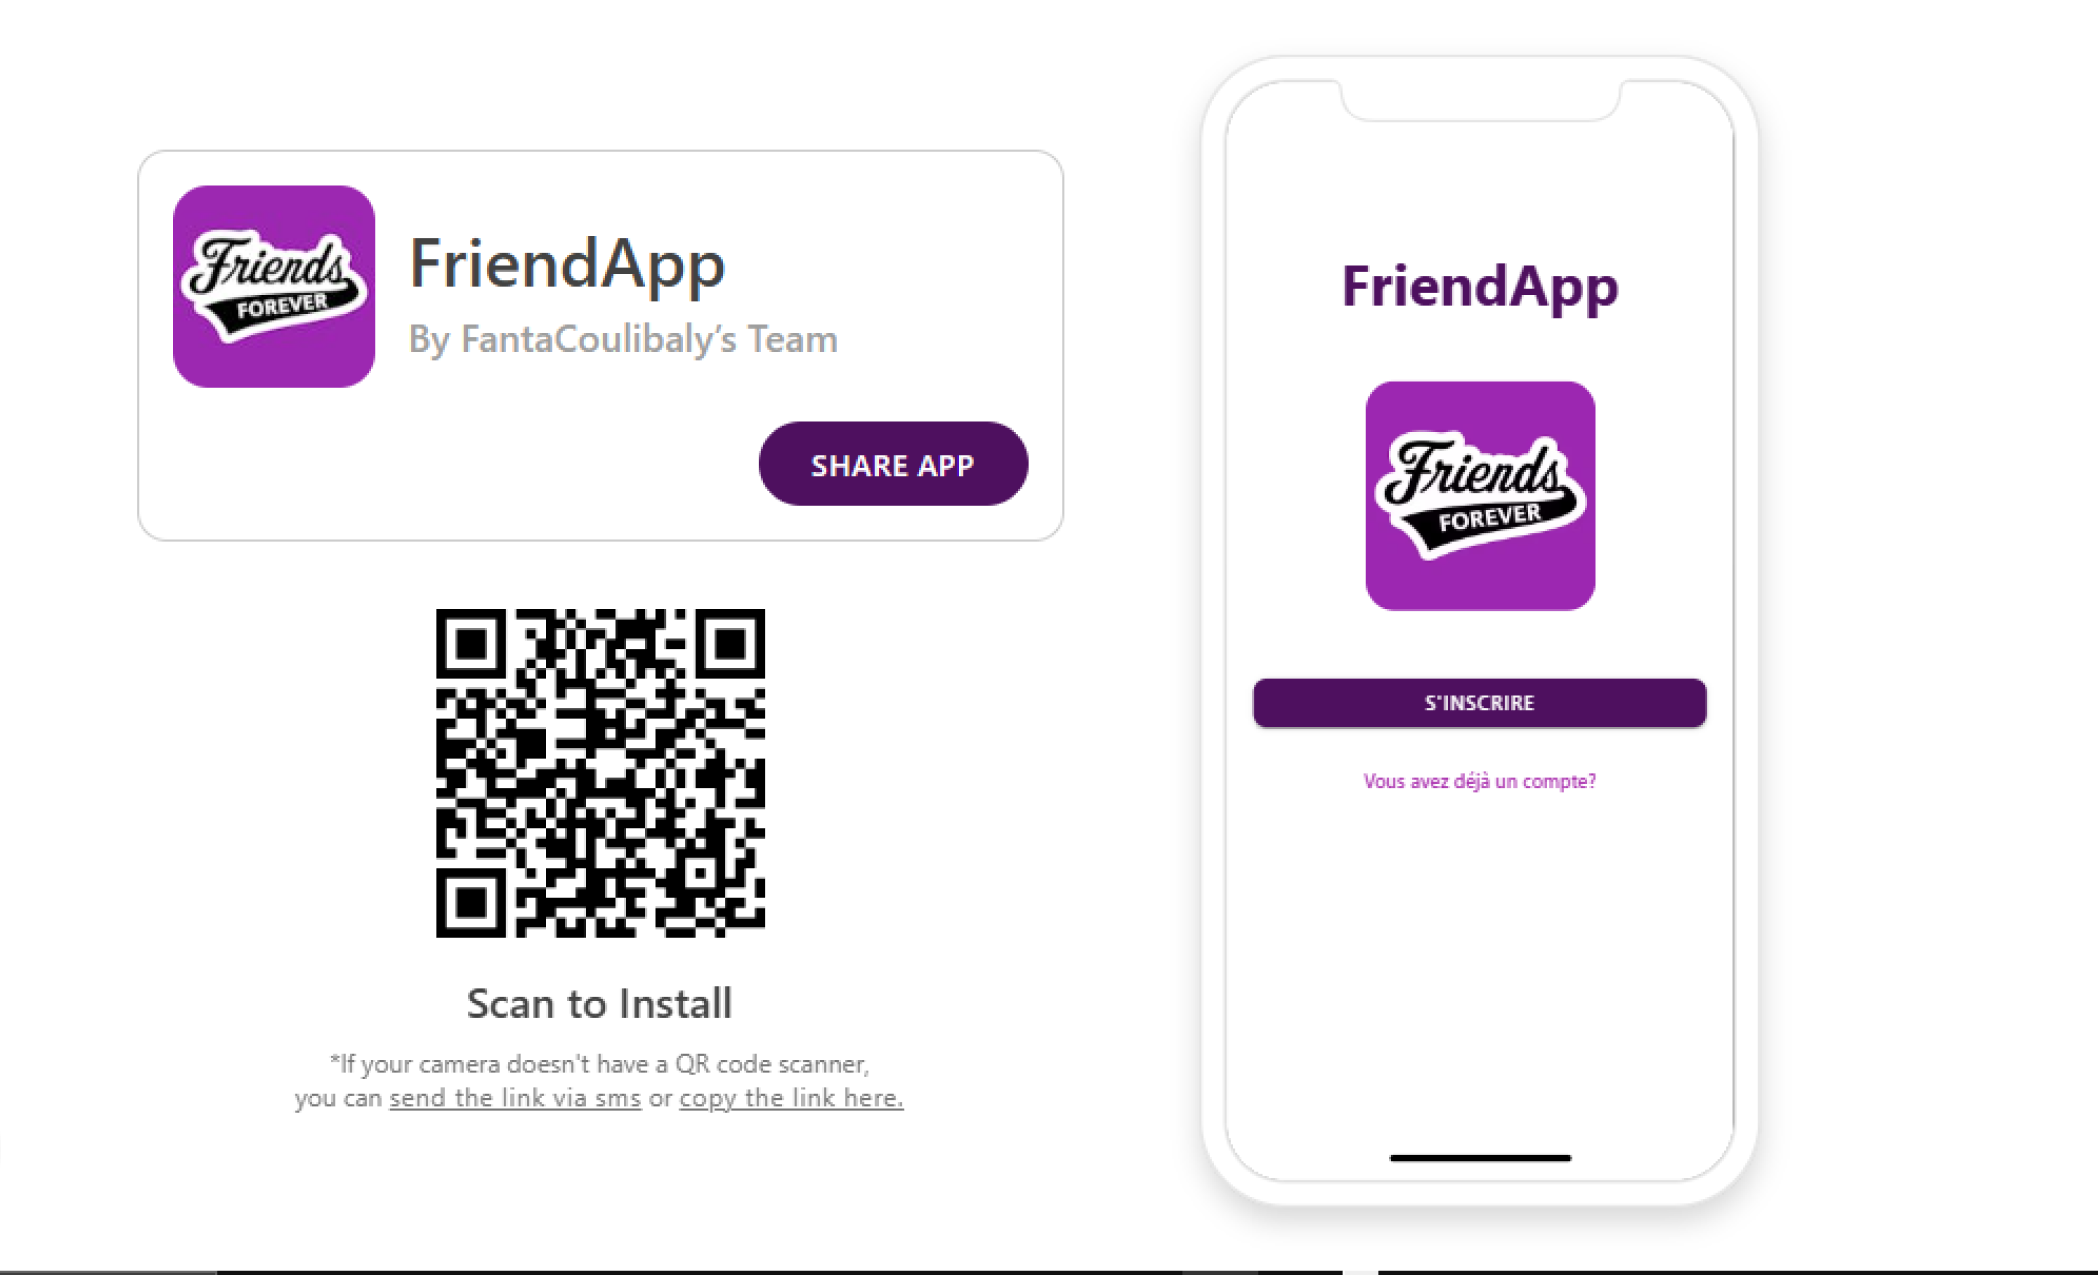 Friends
FOREVER
FriendApp
By FantaCoulibaly’s Team
SHARE APP
Scan to Install
*If your camera doesn't have a QR code scanner,
you can send the link via sms or copy the link here.
FriendApp
Friends
FOREVER
S'INSCRIRE
Vous avez déjà un compte?